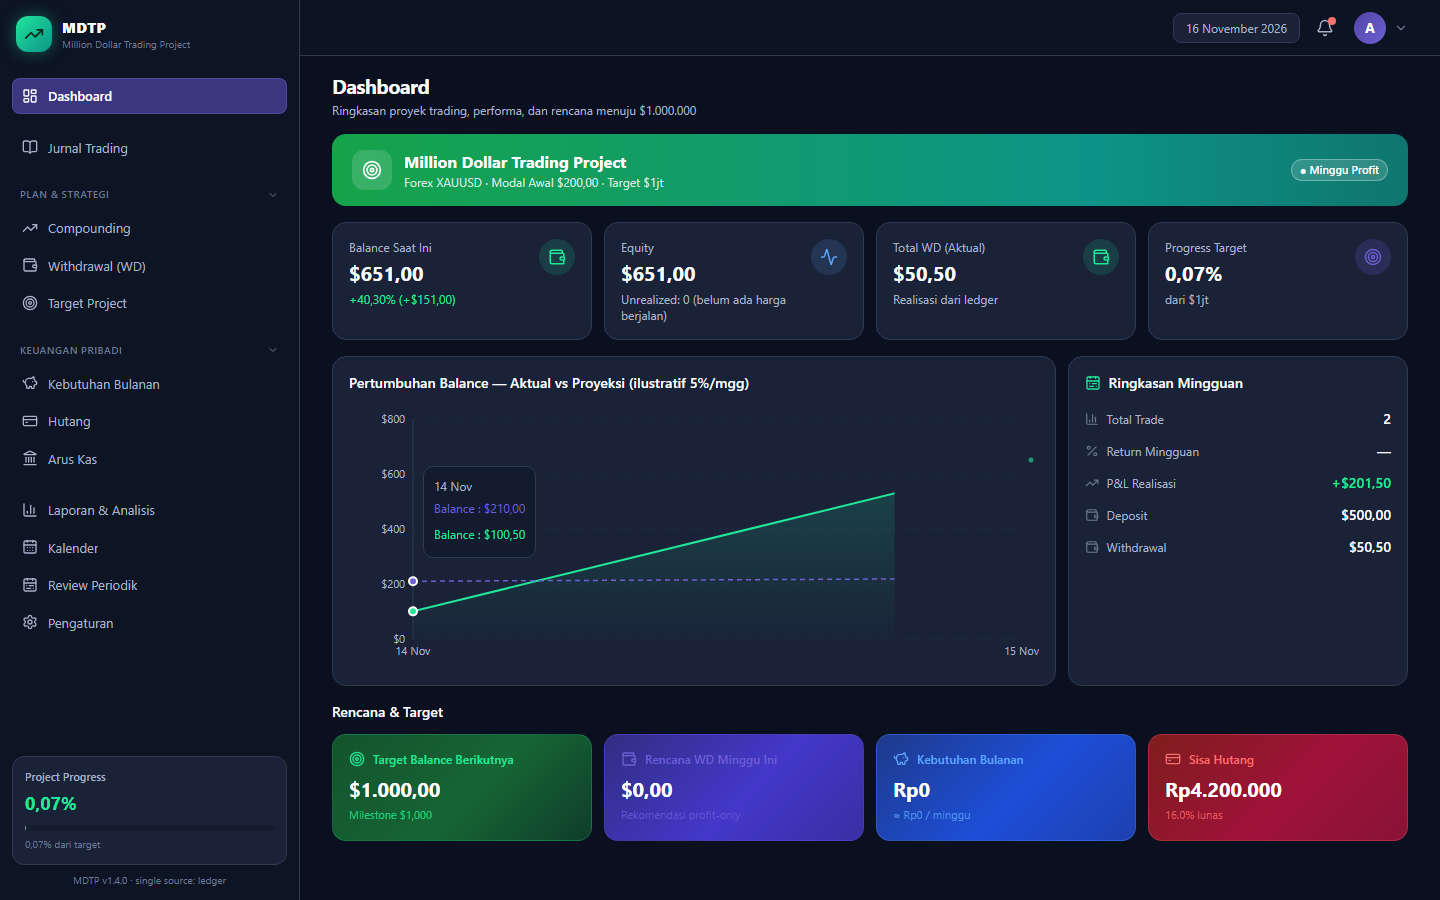 MDTP
Million Dollar Trading Project
Dashboard
Jurnal Trading
PLAN & STRATEGI
Compounding
Withdrawal (WD)
Target Project
KEUANGAN PRIBADI
Kebutuhan Bulanan
Hutang
Arus Kas
Laporan & Analisis
Kalender
Review Periodik
Pengaturan
Project Progress
0,07%
0,07% dari target
MDTP v1.4.0 · single source: ledger
16 November 2026
A
Dashboard
Ringkasan proyek trading, performa, dan rencana menuju $1.000.000
Million Dollar Trading Project
Forex XAUUSD · Modal Awal $200,00 · Target $1jt
● Minggu Profit
Balance Saat Ini
$651,00
+40,30% (+$151,00)
Equity
$651,00
Unrealized: 0 (belum ada harga
berjalan)
Total WD (Aktual)
$50,50
Realisasi dari ledger
Progress Target
0,07%
dari $1jt
Pertumbuhan Balance — Aktual vs Proyeksi (ilustratif 5%/mgg)
$800
$600
$400
$200
$0
14 Nov
15 Nov
14 Nov
Balance : $210,00
Balance : $100,50
Ringkasan Mingguan
Total Trade 2
Return Mingguan —
P&L Realisasi +$201,50
Deposit $500,00
Withdrawal $50,50
Rencana & Target
Target Balance Berikutnya
$1.000,00
Milestone $1,000
Rencana WD Minggu Ini
$0,00
Rekomendasi profit-only
Kebutuhan Bulanan
Rp0
≈ Rp0 / minggu
Sisa Hutang
Rp4.200.000
16.0% lunas